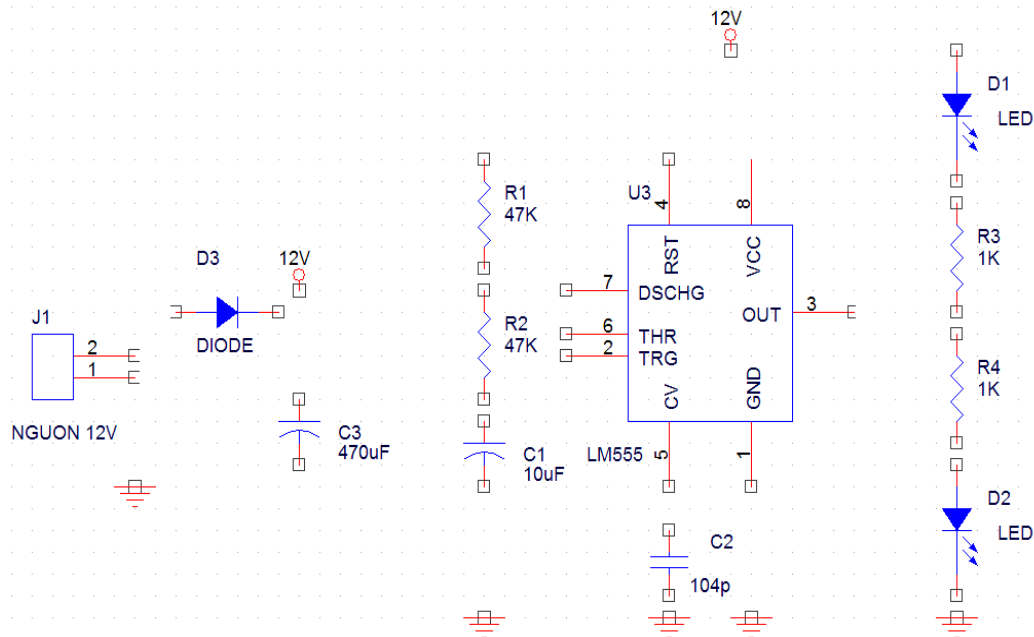 12V
D1
LED
R1
47K
U3
4
8
RST
VCC
R3
1K
D3
12V
7
DSCHG
DIODE
J1
2
1
NGUON 12V
R2
47K
6
THR
2
TRG
OUT
3
CV
GND
R4
1K
C3
470uF
C1
10uF
LM555
5
1
D2
LED
C2
104p